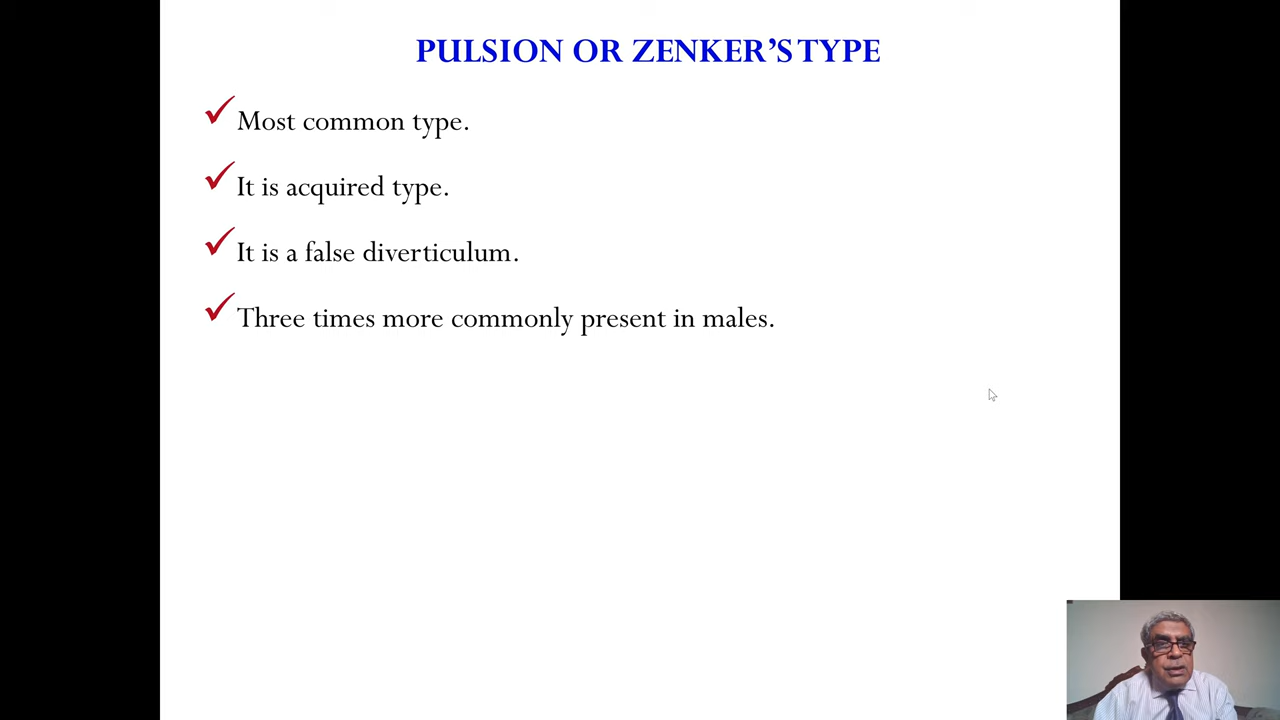 PULSION OR ZENKER'S TYPE
Most common type.
It is acquired type.
It is a false diverticulum.
Three times more commonly present in males.